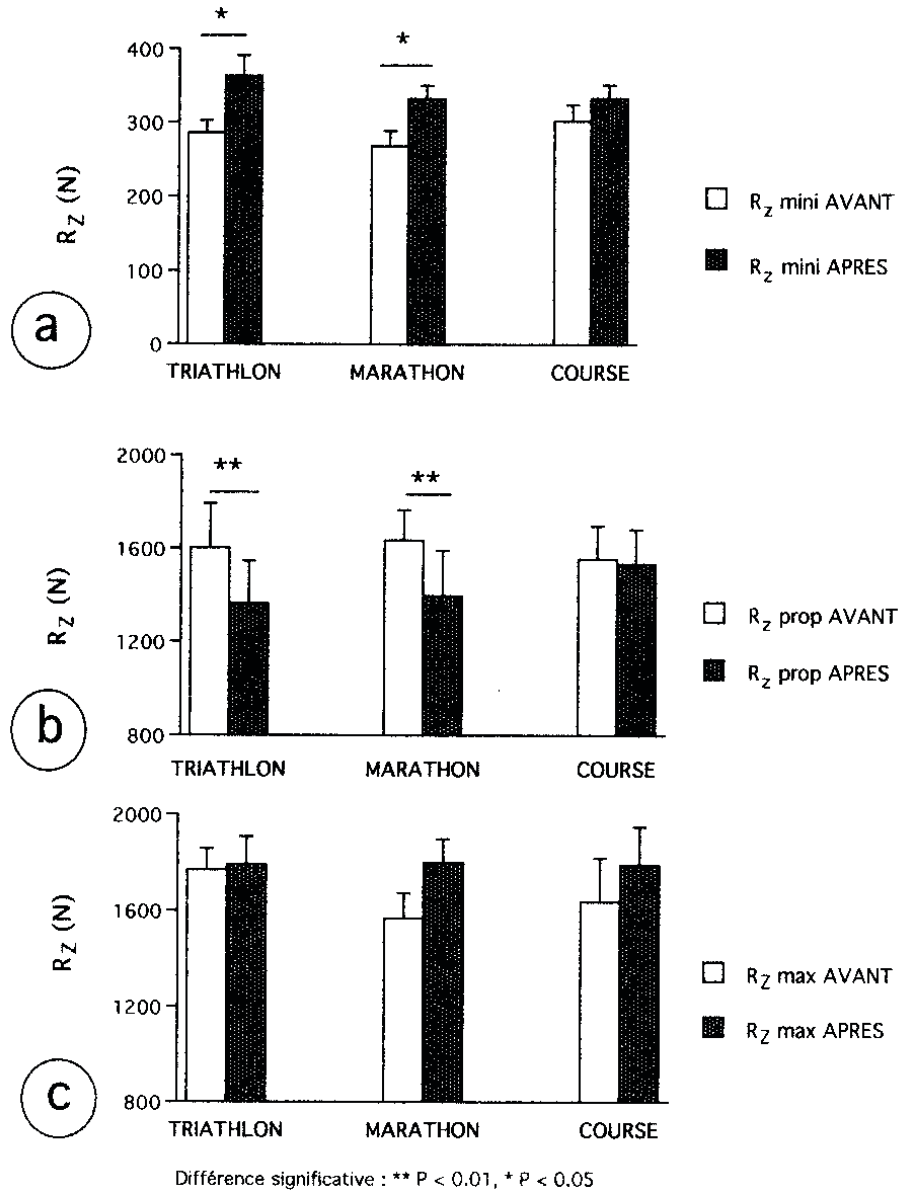 a
*
*
400
300
200
100
0
R_Z (N)
TRIATHLON MARATHON COURSE
R_z mini AVANT
R_z mini APRES
b
**
**
2000
1600
1200
800
R_Z (N)
TRIATHLON MARATHON COURSE
R_z prop AVANT
R_z prop APRES
c
2000
1600
1200
800
R_Z (N)
TRIATHLON MARATHON COURSE
R_Z max AVANT
R_Z max APRES
Différence significative : ** P < 0.01, * P < 0.05